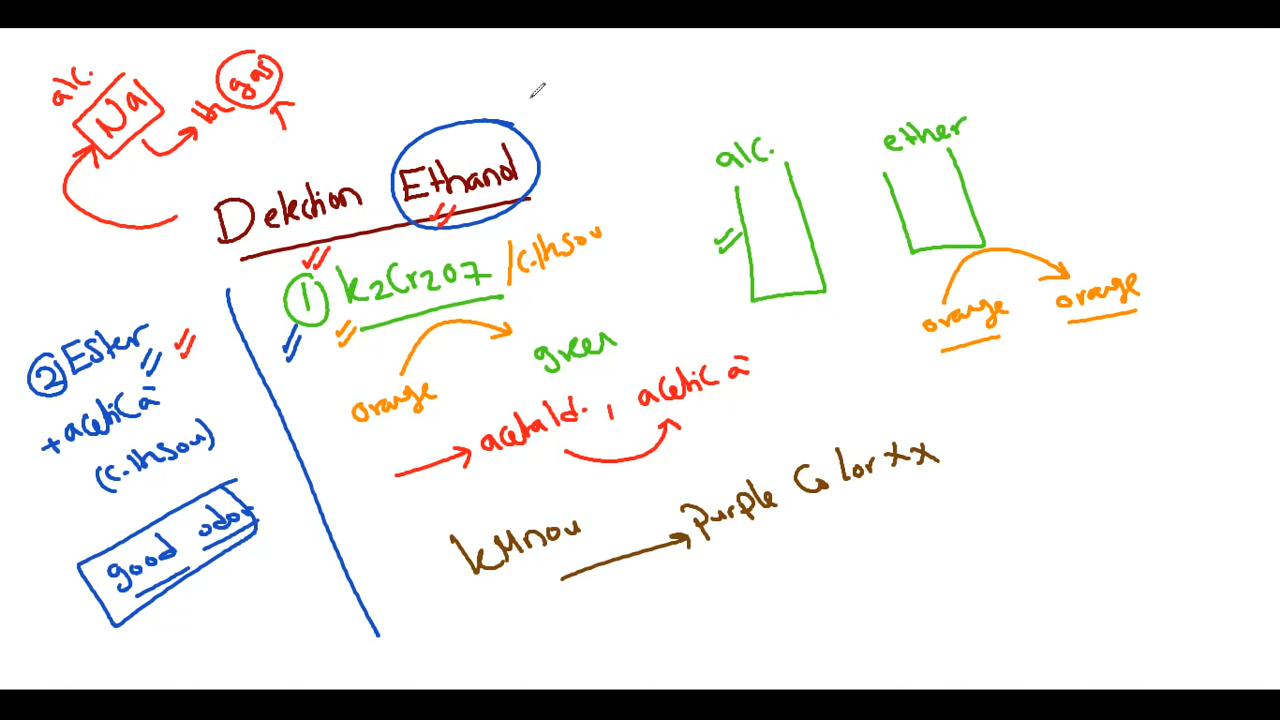 alc.
Na
gas
alc.
ether
Detection Ethanol
1 K2Cr2O7 / C.H2SO4
orange
green
orange
orange
2 Ester
+ acetic a
(C.H2SO4)
good odor
acetald. , acetic a
KMnO4
purple Color xx